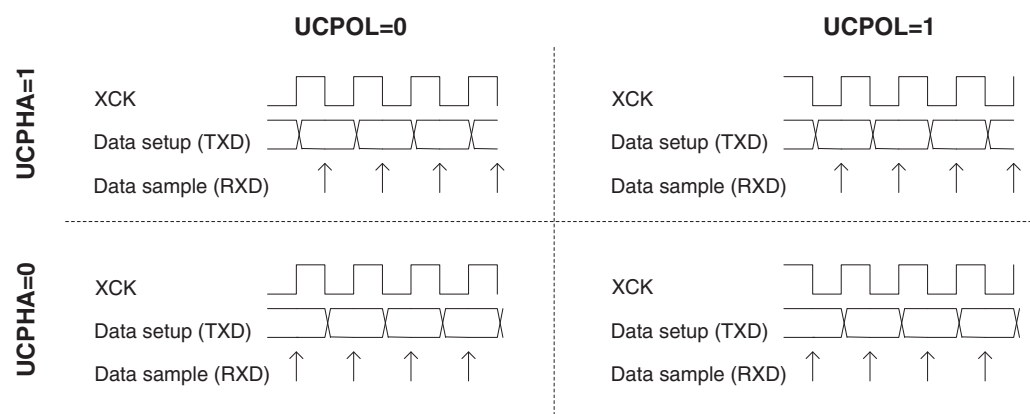 UCPOL=0
UCPOL=1
UCPHA=1
XCK
Data setup (TXD)
Data sample (RXD)
XCK
Data setup (TXD)
Data sample (RXD)
UCPHA=0
XCK
Data setup (TXD)
Data sample (RXD)
XCK
Data setup (TXD)
Data sample (RXD)